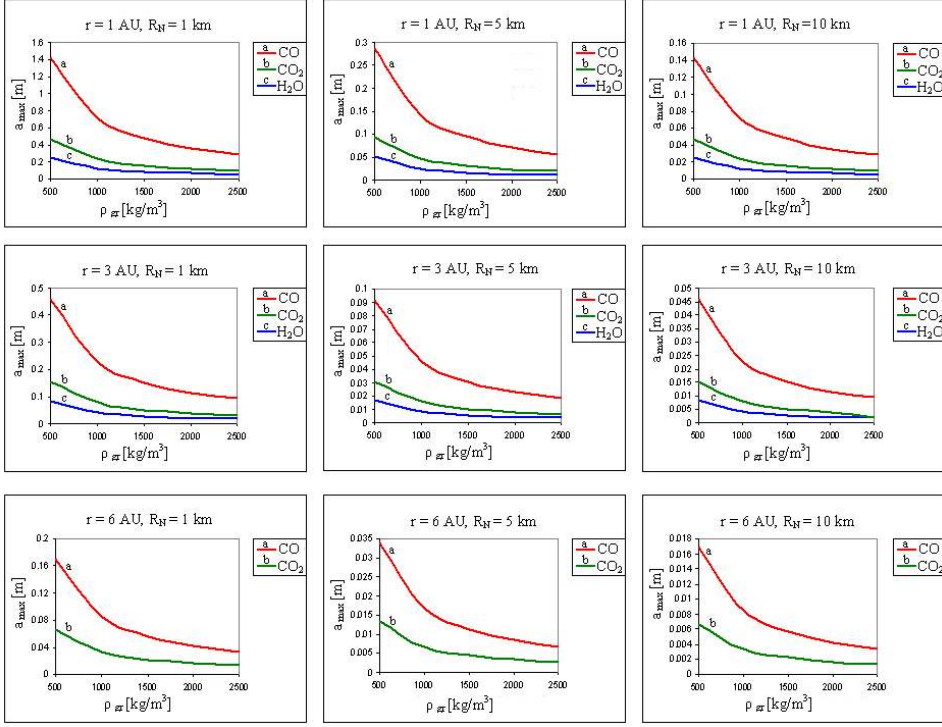 r = 1 AU, R_N = 1 km
a_max [m]
1.6
1.4
1.2
1
0.8
0.6
0.4
0.2
0
a
b
c
500 1000 1500 2000 2500
ρ_gr [kg/m³]
a CO
b CO₂
c H₂O
r = 1 AU, R_N = 5 km
a_max [m]
0.3
0.25
0.2
0.15
0.1
0.05
0
a
b
c
500 1000 1500 2000 2500
ρ_gr [kg/m³]
a CO
b CO₂
c H₂O
r = 1 AU, R_N = 10 km
a_max [m]
0.16
0.14
0.12
0.1
0.08
0.06
0.04
0.02
0
a
b
c
500 1000 1500 2000 2500
ρ_gr [kg/m³]
a CO
b CO₂
c H₂O
r = 3 AU, R_N = 1 km
a_max [m]
0.5
0.4
0.3
0.2
0.1
0
a
b
c
500 1000 1500 2000 2500
ρ_gr [kg/m³]
a CO
b CO₂
c H₂O
r = 3 AU, R_N = 5 km
a_max [m]
0.1
0.09
0.08
0.07
0.06
0.05
0.04
0.03
0.02
0.01
0
a
b
c
500 1000 1500 2000 2500
ρ_gr [kg/m³]
a CO
b CO₂
c H₂O
r = 3 AU, R_N = 10 km
a_max [m]
0.045
0.04
0.035
0.03
0.025
0.02
0.015
0.01
0.005
0
a
b
c
500 1000 1500 2000 2500
ρ_gr [kg/m³]
a CO
b CO₂
c H₂O
r = 6 AU, R_N = 1 km
a_max [m]
0.2
0.16
0.12
0.08
0.04
0
a
b
500 1000 1500 2000 2500
ρ_gr [kg/m³]
a CO
b CO₂
r = 6 AU, R_N = 5 km
a_max [m]
0.035
0.03
0.025
0.02
0.015
0.01
0.005
0
a
b
500 1000 1500 2000 2500
ρ_gr [kg/m³]
a CO
b CO₂
r = 6 AU, R_N = 10 km
a_max [m]
0.018
0.016
0.014
0.012
0.01
0.008
0.006
0.004
0.002
0
a
b
500 1000 1500 2000 2500
ρ_gr [kg/m³]
a CO
b CO₂